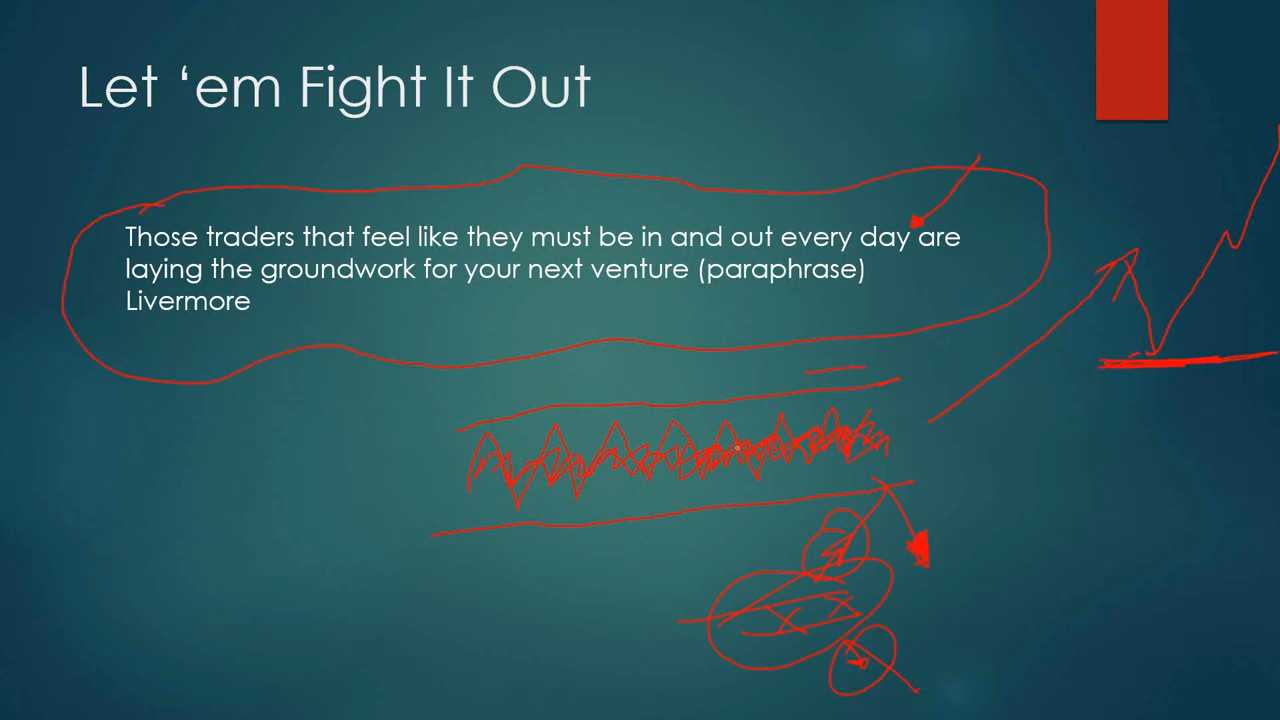 Let ‘em Fight It Out
Those traders that feel like they must be in and out every day are
laying the groundwork for your next venture (paraphrase)
Livermore